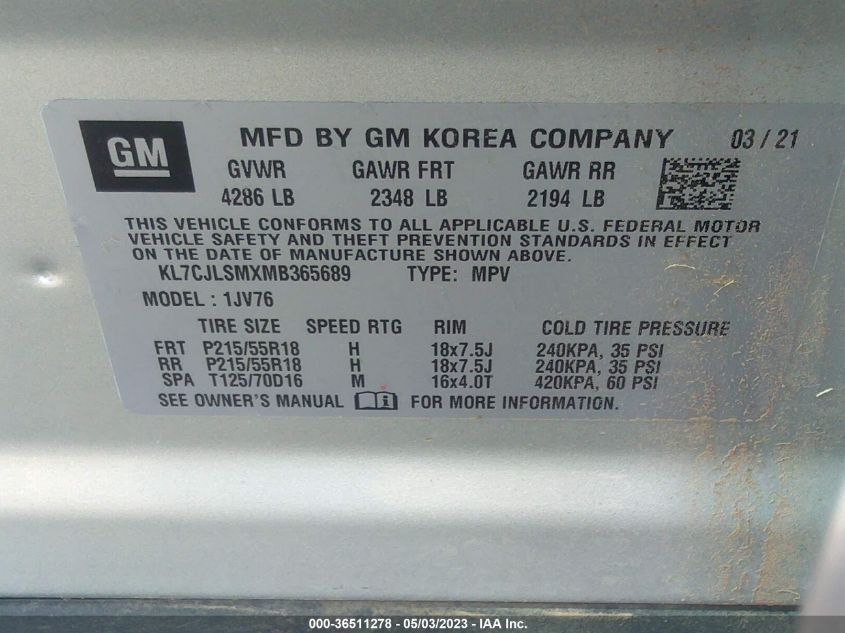 GM MFD BY GM KOREA COMPANY 03 / 21
GVWR GAWR FRT GAWR RR
4286 LB 2348 LB 2194 LB
THIS VEHICLE CONFORMS TO ALL APPLICABLE U.S. FEDERAL MOTOR
VEHICLE SAFETY AND THEFT PREVENTION STANDARDS IN EFFECT
ON THE DATE OF MANUFACTURE SHOWN ABOVE.
KL7CJLSMXMB365689 TYPE: MPV
MODEL : 1JV76
TIRE SIZE SPEED RTG RIM COLD TIRE PRESSURE
FRT P215/55R18 H 18x7.5J 240KPA, 35 PSI
RR P215/55R18 H 18x7.5J 240KPA, 35 PSI
SPA T125/70D16 M 16x4.0T 420KPA, 60 PSI
SEE OWNER'S MANUAL FOR MORE INFORMATION.
000-36511278 - 05/03/2023 - IAA Inc.